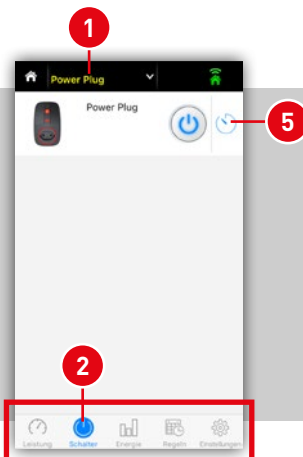 1
Power Plug
Power Plug
5
2
Leistung Schalter Energie Regeln Einstellungen